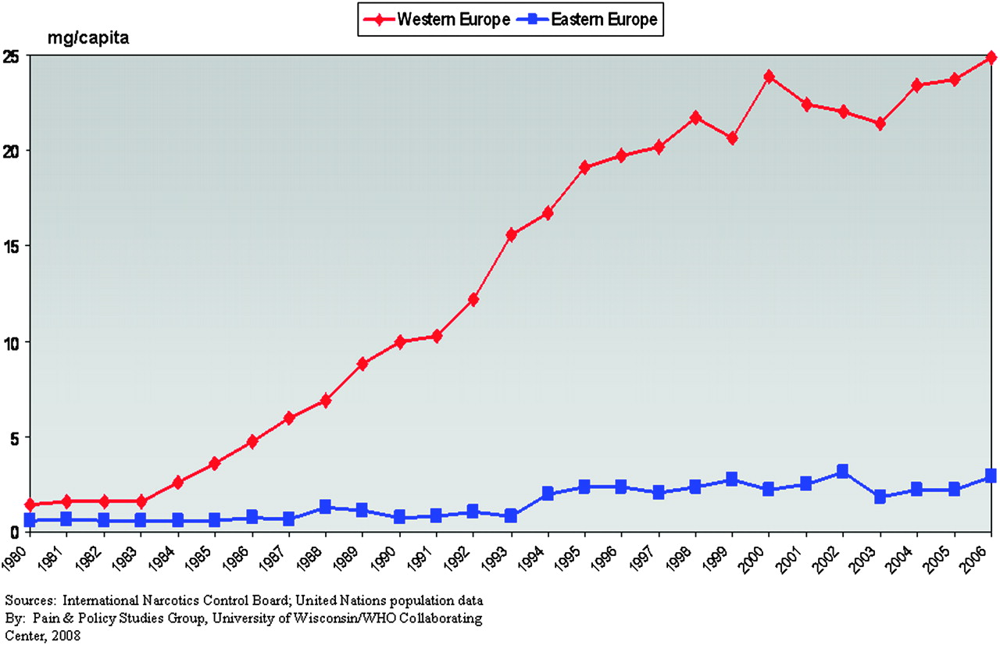 Western Europe Eastern Europe
mg/capita
25
20
15
10
5
0
1980 1981 1982 1983 1984 1985 1986 1987 1988 1989 1990 1991 1992 1993 1994 1995 1996 1997 1998 1999 2000 2001 2002 2003 2004 2005 2006
Sources: International Narcotics Control Board; United Nations population data
By: Pain & Policy Studies Group, University of Wisconsin/WHO Collaborating
Center, 2008